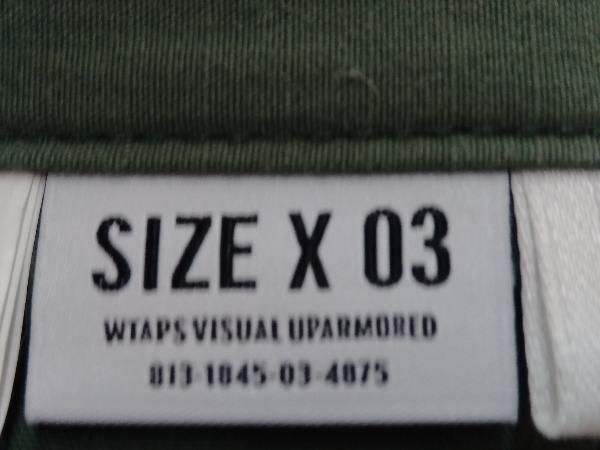 SIZE X 03
WTAPS VISUAL UPARMORED
813-1845-03-4875